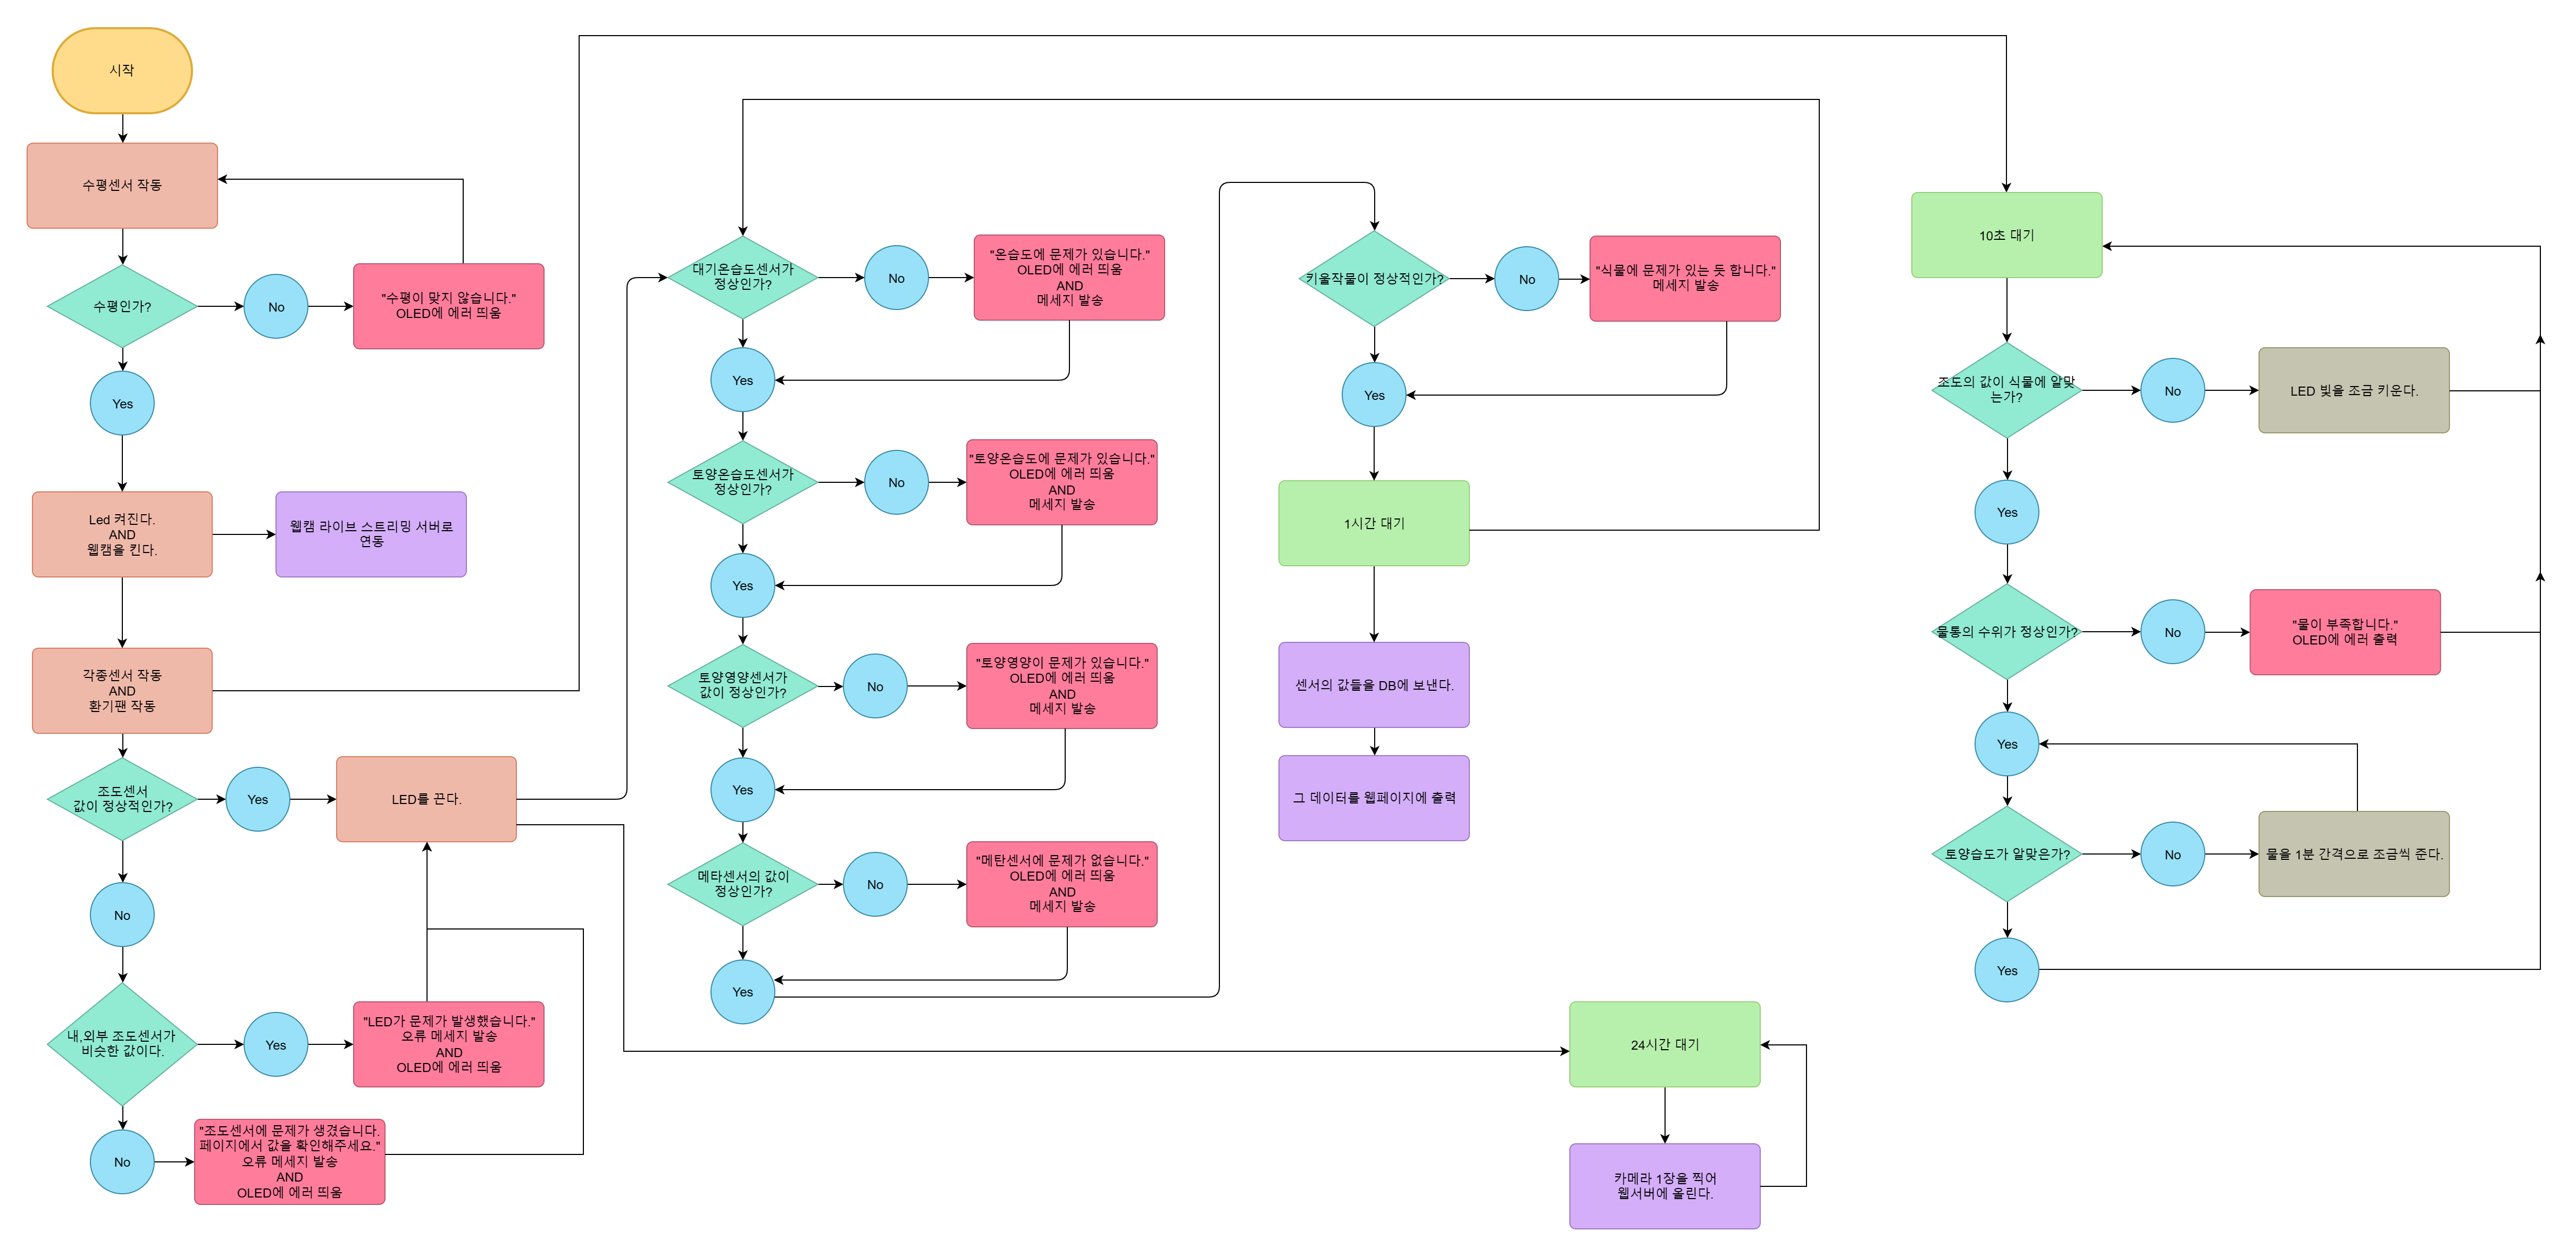 시작
수평센서 작동
수평인가?
No
"수평이 맞지 않습니다."
OLED에 에러 띄움
Yes
Led 켜진다.
AND
웹캠을 킨다.
웹캠 라이브 스트리밍 서버로
연동
각종센서 작동
AND
환기팬 작동
조도센서
값이 정상적인가?
Yes
LED를 끈다.
No
내,외부 조도센서가
비슷한 값이다.
Yes
"LED가 문제가 발생했습니다."
오류 메세지 발송
AND
OLED에 에러 띄움
No
"조도센서에 문제가 생겼습니다.
페이지에서 값을 확인해주세요."
오류 메세지 발송
AND
OLED에 에러 띄움
대기온습도센서가
정상인가?
No
"온습도에 문제가 있습니다."
OLED에 에러 띄움
AND
메세지 발송
Yes
토양온습도센서가
정상인가?
No
"토양온습도에 문제가 있습니다."
OLED에 에러 띄움
AND
메세지 발송
Yes
토양영양센서가
값이 정상인가?
No
"토양영양이 문제가 있습니다."
OLED에 에러 띄움
AND
메세지 발송
Yes
메타센서의 값이
정상인가?
No
"메탄센서에 문제가 없습니다."
OLED에 에러 띄움
AND
메세지 발송
Yes
키울작물이 정상적인가?
No
"식물에 문제가 있는 듯 합니다."
메세지 발송
Yes
1시간 대기
센서의 값들을 DB에 보낸다.
그 데이터를 웹페이지에 출력
24시간 대기
카메라 1장을 찍어
웹서버에 올린다.
10초 대기
조도의 값이 식물에 알맞
는가?
No
LED 빛을 조금 키운다.
Yes
물통의 수위가 정상인가?
No
"물이 부족합니다."
OLED에 에러 출력
Yes
토양습도가 알맞은가?
No
물을 1분 간격으로 조금씩 준다.
Yes